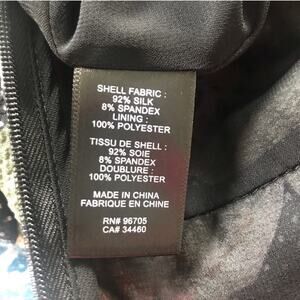 SHELL FABRIC :
92% SILK
8% SPANDEX
LINING :
100% POLYESTER
TISSU DE SHELL :
92% SOIE
8% SPANDEX
DOUBLURE :
100% POLYESTER
MADE IN CHINA
FABRIQUE EN CHINE
RN# 96705
CA# 34460